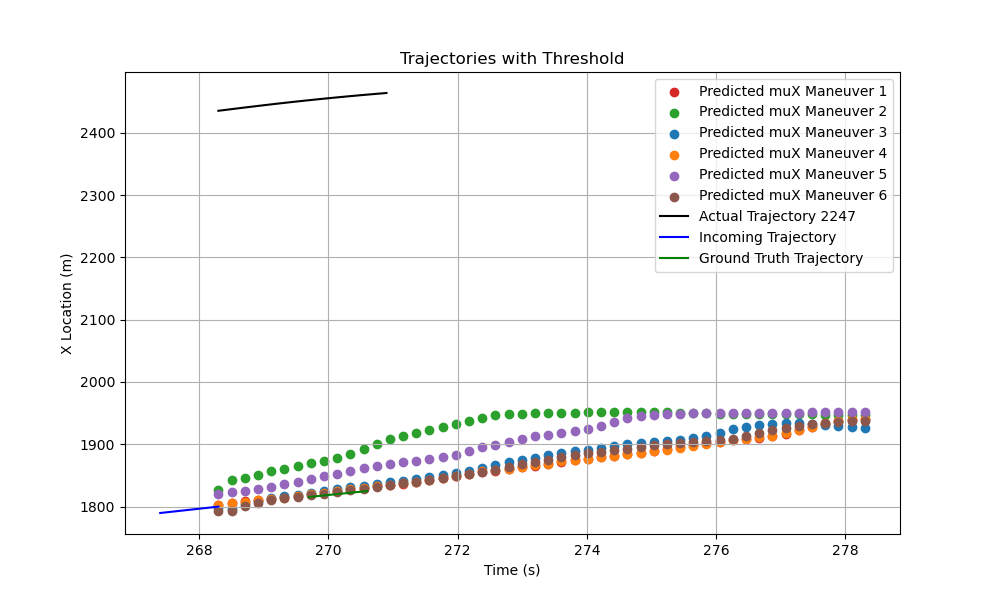 Trajectories with Threshold
Predicted muX Maneuver 1
Predicted muX Maneuver 2
Predicted muX Maneuver 3
Predicted muX Maneuver 4
Predicted muX Maneuver 5
Predicted muX Maneuver 6
Actual Trajectory 2247
Incoming Trajectory
Ground Truth Trajectory
X Location (m)
2400
2300
2200
2100
2000
1900
1800
268 270 272 274 276 278
Time (s)